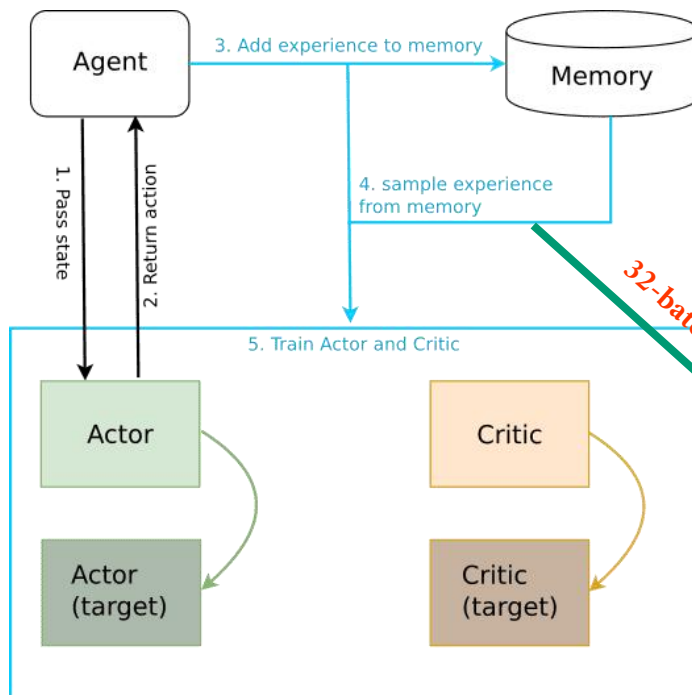 Agent
3. Add experience to memory
Memory
1. Pass state
2. Return action
4. sample experience
from memory
5. Train Actor and Critic
Actor
Critic
Actor
(target)
Critic
(target)